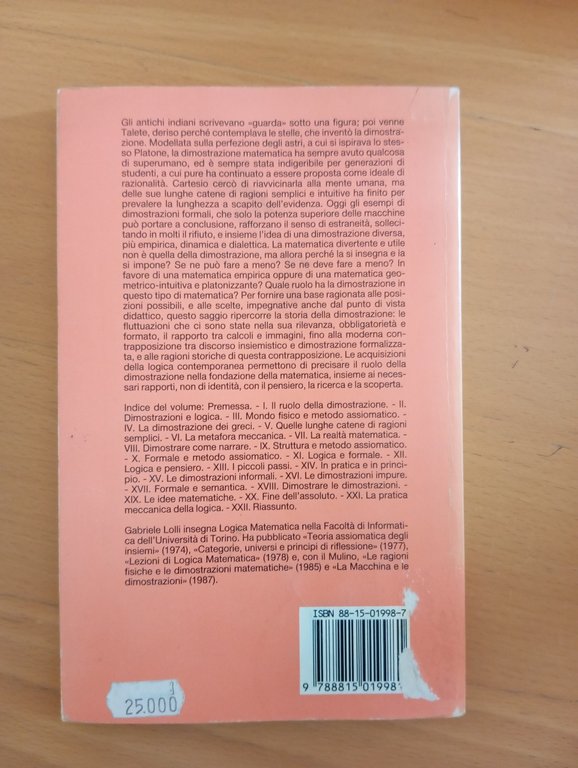 Gli antichi indiani scrivevano «guarda» sotto una figura; poi venne
Talete, deriso perché contemplava le stelle, che inventò la dimostra-
zione. Modellata sulla perfezione degli astri, a cui si ispirava lo stes-
so Platone, la dimostrazione matematica ha sempre avuto qualcosa
di superumano, ed è sempre stata indigeribile per generazioni di
studenti, a cui pure ha continuato a essere proposta come ideale di
razionalità. Cartesio cercò di riavvicinarla alla mente umana, ma
delle sue lunghe catene di ragioni semplici e intuitive ha finito per
prevalere la lunghezza a scapito dell'evidenza. Oggi gli esempi di
dimostrazioni formali, che solo la potenza superiore delle macchine
può portare a conclusione, rafforzano il senso di estraneità, solleci-
tando in molti il rifiuto, e insieme l'idea di una dimostrazione diversa,
più empirica, dinamica e dialettica. La matematica divertente e utile
non è quella della dimostrazione, ma allora perché la si insegna e la
si impone? Se ne può fare a meno? Se ne deve fare a meno? In
favore di una matematica empirica oppure di una matematica geo-
metrico-intuitiva e platonizzante? Quale ruolo ha la dimostrazione in
questo tipo di matematica? Per fornire una base ragionata alle posi-
zioni possibili, e alle scelte, impegnative anche dal punto di vista
didattico, questo saggio ripercorre la storia della dimostrazione: le
fluttuazioni che ci sono state nella sua rilevanza, obbligatorietà e
formato, il rapporto tra calcoli e immagini, fino alla moderna con-
trapposizione tra discorso insiemistico e dimostrazione formalizza-
ta, e alle ragioni storiche di questa contrapposizione. Le acquisizioni
della logica contemporanea permettono di precisare il ruolo della
dimostrazione nella fondazione della matematica, insieme ai neces-
sari rapporti, non di identità, con il pensiero, la ricerca e la scoperta.
Indice del volume: Premessa. - I. Il ruolo della dimostrazione. - II.
Dimostrazioni e logica. - III. Mondo fisico e metodo assiomatico. -
IV. La dimostrazione dei greci. - V. Quelle lunghe catene di ragioni
semplici. - VI. La metafora meccanica. - VII. La realtà matematica. -
VIII. Dimostrare come narrare. - IX. Struttura e metodo assiomatico.
- X. Formale e metodo assiomatico. - XI. Logica e formale. - XII.
Logica e pensiero. - XIII. I piccoli passi. - XIV. In pratica e in prin-
cipio. - XV. Le dimostrazioni informali. - XVI. Le dimostrazioni impure.
- XVII. Formale e semantica. - XVIII. Dimostrare le dimostrazioni. -
XIX. Le idee matematiche. - XX. Fine dell'assoluto. - XXI. La pratica
meccanica della logica. - XXII. Riassunto.
Gabriele Lolli insegna Logica Matematica nella Facoltà di Informati-
ca dell'Università di Torino. Ha pubblicato «Teoria assiomatica degli
insiemi» (1974), «Categorie, universi e principi di riflessione» (1977),
«Lezioni di Logica Matematica» (1978) e, con il Mulino, «Le ragioni
fisiche e le dimostrazioni matematiche» (1985) e «La Macchina e le
dimostrazioni» (1987).
ISBN 88-15-01998-7
9 788815 01998
25.000